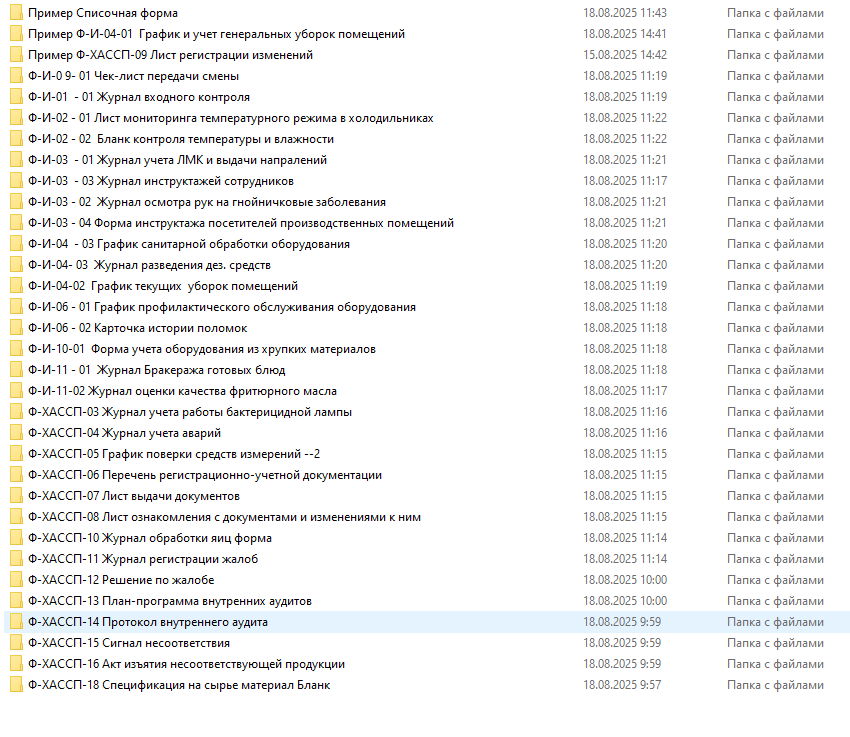 Пример Списочная форма 18.08.2025 11:43 Папка с файлами
Пример Ф-И-04-01  График и учет генеральных уборок помещений 18.08.2025 14:41 Папка с файлами
Пример Ф-ХАССП-09 Лист регистрации изменений 15.08.2025 14:42 Папка с файлами
Ф-И-0 9- 01 Чек-лист передачи смены 18.08.2025 11:19 Папка с файлами
Ф-И-01  - 01 Журнал входного контроля 18.08.2025 11:19 Папка с файлами
Ф-И-02 - 01 Лист мониторинга температурного режима в холодильниках 18.08.2025 11:22 Папка с файлами
Ф-И-02 - 02  Бланк контроля температуры и влажности 18.08.2025 11:22 Папка с файлами
Ф-И-03  - 01 Журнал учета ЛМК и выдачи напралений 18.08.2025 11:21 Папка с файлами
Ф-И-03  - 03 Журнал инструктажей сотрудников 18.08.2025 11:17 Папка с файлами
Ф-И-03 - 02  Журнал осмотра рук на гнойничковые заболевания 18.08.2025 11:21 Папка с файлами
Ф-И-03 - 04 Форма инструктажа посетителей производственных помещений 18.08.2025 11:21 Папка с файлами
Ф-И-04  - 03 График санитарной обработки оборудования 18.08.2025 11:20 Папка с файлами
Ф-И-04- 03  Журнал разведения дез. средств 18.08.2025 11:20 Папка с файлами
Ф-И-04-02  График текущих  уборок помещений 18.08.2025 11:19 Папка с файлами
Ф-И-06 - 01 График профилактического обслуживания оборудования 18.08.2025 11:18 Папка с файлами
Ф-И-06 - 02 Карточка истории поломок 18.08.2025 11:18 Папка с файлами
Ф-И-10-01  Форма учета оборудования из хрупких материалов 18.08.2025 11:18 Папка с файлами
Ф-И-11 - 01  Журнал Бракеража готовых блюд 18.08.2025 11:18 Папка с файлами
Ф-И-11-02 Журнал оценки качества фритюрного масла 18.08.2025 11:17 Папка с файлами
Ф-ХАССП-03 Журнал учета работы бактерицидной лампы 18.08.2025 11:16 Папка с файлами
Ф-ХАССП-04 Журнал учета аварий 18.08.2025 11:16 Папка с файлами
Ф-ХАССП-05 График поверки средств измерений --2 18.08.2025 11:15 Папка с файлами
Ф-ХАССП-06 Перечень регистрационно-учетной документации 18.08.2025 11:15 Папка с файлами
Ф-ХАССП-07 Лист выдачи документов 18.08.2025 11:15 Папка с файлами
Ф-ХАССП-08 Лист ознакомления с документами и изменениями к ним 18.08.2025 11:15 Папка с файлами
Ф-ХАССП-10 Журнал обработки яиц форма 18.08.2025 11:14 Папка с файлами
Ф-ХАССП-11 Журнал регистрации жалоб 18.08.2025 11:14 Папка с файлами
Ф-ХАССП-12 Решение по жалобе 18.08.2025 10:00 Папка с файлами
Ф-ХАССП-13 План-программа внутренних аудитов 18.08.2025 10:00 Папка с файлами
Ф-ХАССП-14 Протокол внутреннего аудита 18.08.2025 9:59 Папка с файлами
Ф-ХАССП-15 Сигнал несоответствия 18.08.2025 9:59 Папка с файлами
Ф-ХАССП-16 Акт изъятия несоответствующей продукции 18.08.2025 9:59 Папка с файлами
Ф-ХАССП-18 Спецификация на сырье материал Бланк 18.08.2025 9:57 Папка с файлами